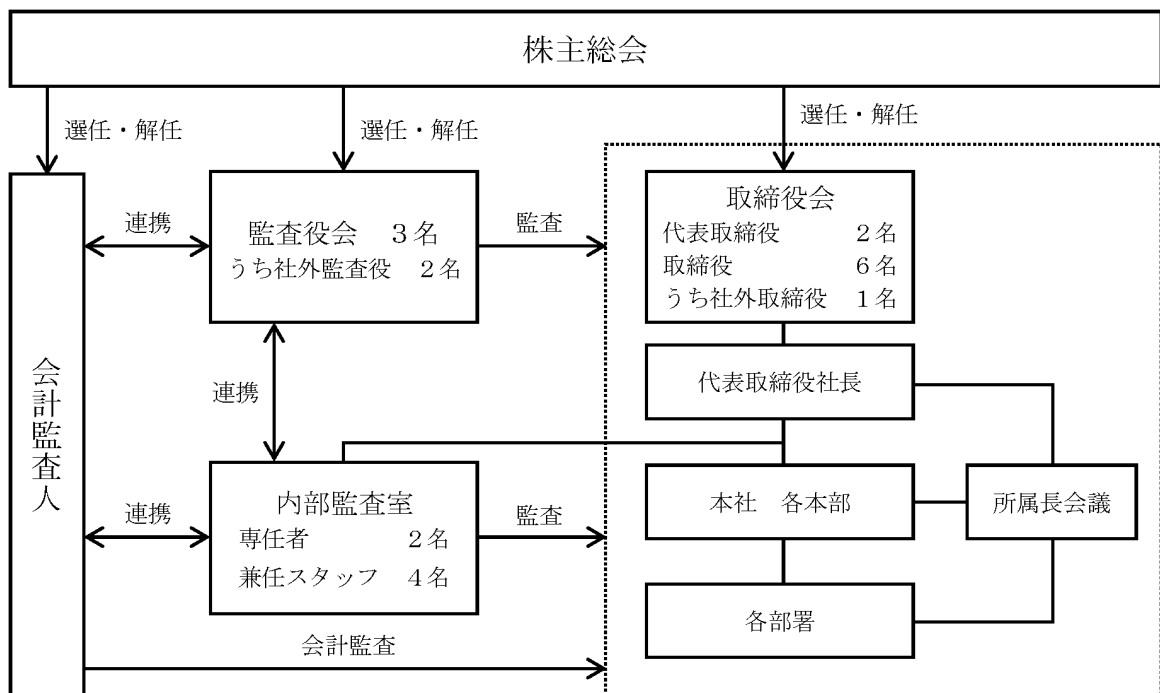 株主総会
選任・解任
選任・解任
選任・解任
会計監査人
連携
監査役会　３名
うち社外監査役　２名
監査
取締役会
代表取締役　２名
取締役　６名
うち社外取締役　１名
連携
代表取締役社長
連携
内部監査室
専任者　２名
兼任スタッフ　４名
監査
本社　各本部
所属長会議
各部署
会計監査